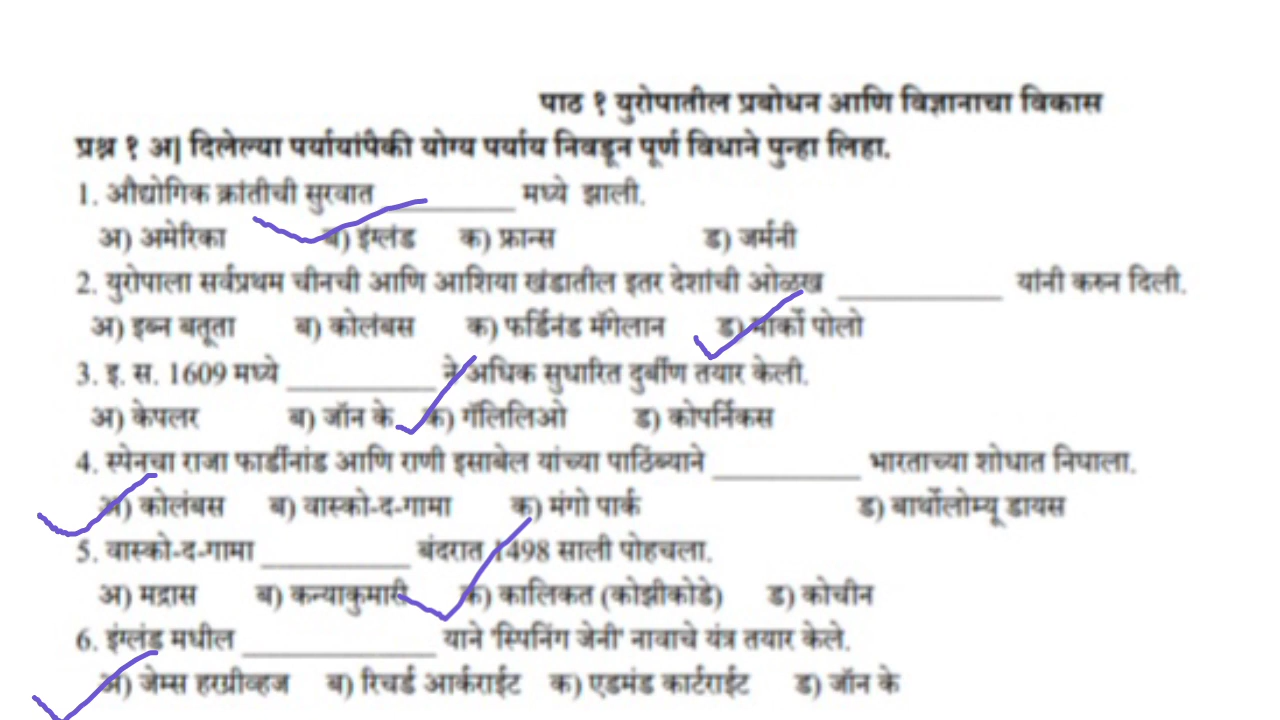 पाठ १ युरोपातील प्रबोधन आणि विज्ञानाचा विकास
प्रश्न १ अ| दिलेल्या पर्यायांपैकी योग्य पर्याय निवडून पूर्ण विधाने पुन्हा लिहा.
1. औद्योगिक क्रांतीची सुरवात __________ मध्ये झाली.
अ) अमेरिका ब) इंग्लंड क) फ्रान्स ड) जर्मनी
2. युरोपाला सर्वप्रथम चीनची आणि आशिया खंडातील इतर देशांची ओळख ___________ यांनी करुन दिली.
अ) इब्न बतूता ब) कोलंबस क) फर्डिनंड मॅगेलान ड) मार्को पोलो
3. इ. स. 1609 मध्ये __________ ने अधिक सुधारित दुर्बीण तयार केली.
अ) केपलर ब) जॉन के क) गॅलिलिओ ड) कोपर्निकस
4. स्पेनचा राजा फार्डीनांड आणि राणी इसाबेल यांच्या पाठिंब्याने __________ भारताच्या शोधात निघाला.
अ) कोलंबस ब) वास्को-द-गामा क) मंगो पार्क ड) बार्थोलोम्यू डायस
5. वास्को-द-गामा __________ बंदरात 1498 साली पोहचला.
अ) मद्रास ब) कन्याकुमारी क) कालिकत (कोझीकोडे) ड) कोचीन
6. इंग्लंड मधील _____________ याने 'स्पिनिंग जेनी' नावाचे यंत्र तयार केले.
अ) जेम्स हरग्रीव्हज ब) रिचर्ड आर्कराईट क) एडमंड कार्टराईट ड) जॉन के